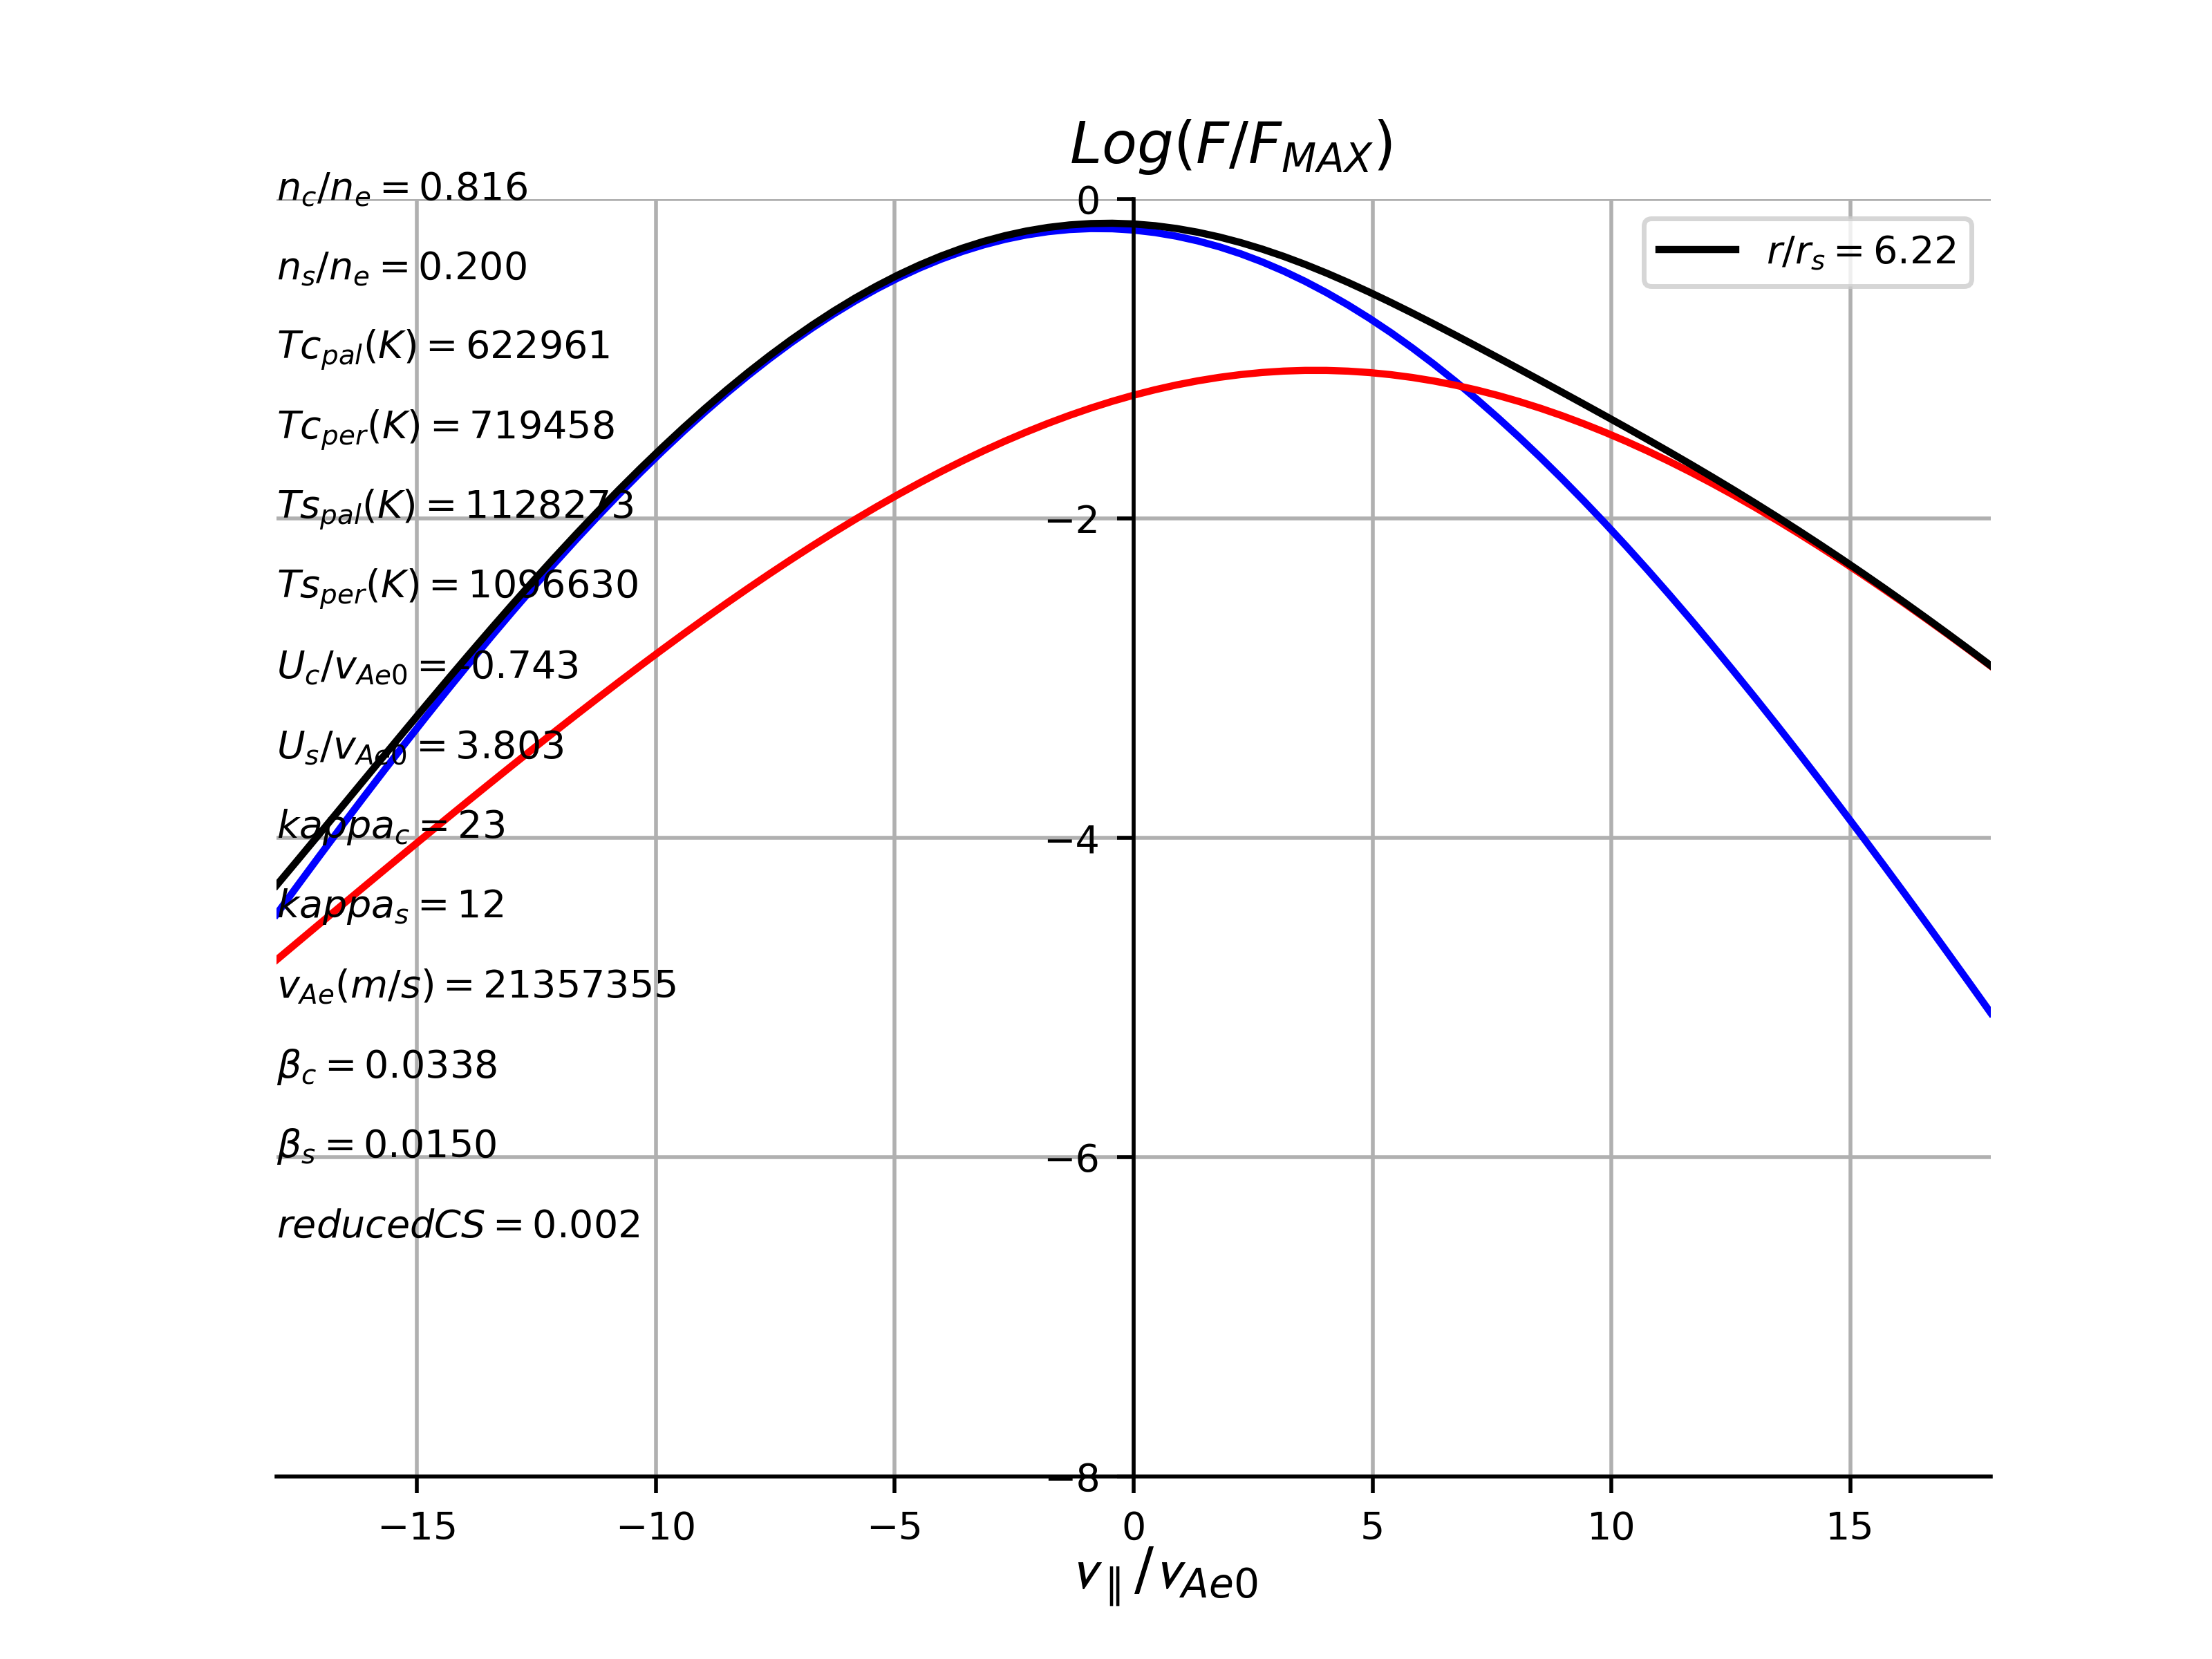 Log(F/F_MAX)
n_c/n_e = 0.816
n_s/n_e = 0.200
Tc_pal(K) = 622961
Tc_per(K) = 719458
Ts_pal(K) = 1128273
Ts_per(K) = 1096630
U_c/v_Ae0 = -0.743
U_s/v_Ae0 = 3.803
kappa_c = 23
kappa_s = 12
v_Ae(m/s) = 21357355
β_c = 0.0338
β_s = 0.0150
reducedCS = 0.002
r/r_s = 6.22
0
−2
−4
−6
−8
−15 −10 −5 0 5 10 15
v_∥/v_Ae0